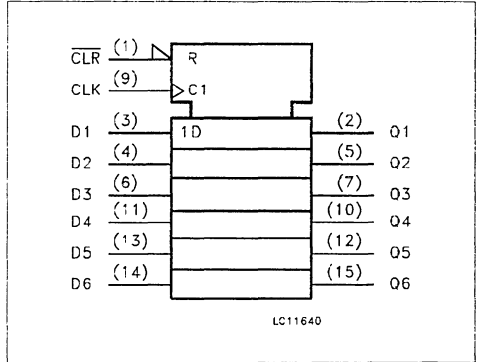 CLR (1) R
CLK (9) C1
D1 (3) 1D (2) Q1
D2 (4) (5) Q2
D3 (6) (7) Q3
D4 (11) (10) Q4
D5 (13) (12) Q5
D6 (14) (15) Q6
LC11640